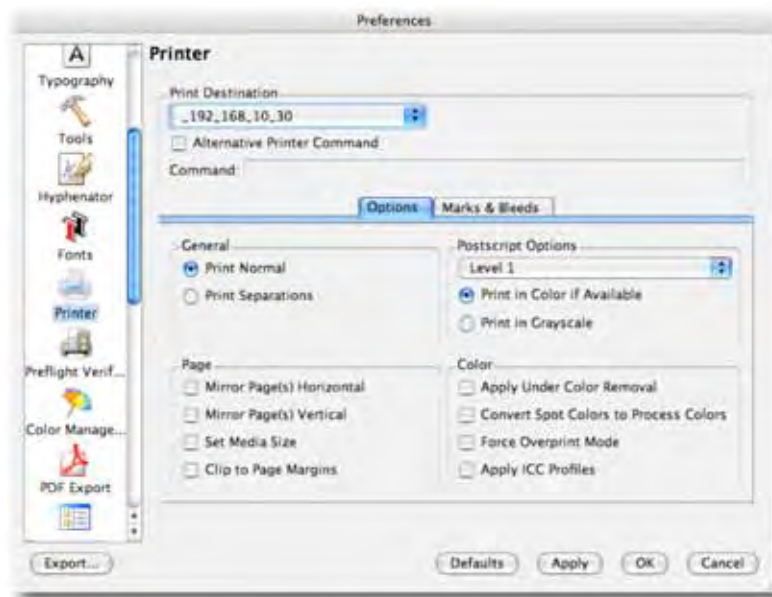 Preferences
Typography
Tools
Hyphenator
Fonts
Printer
Preflight Verif...
Color Manage...
PDF Export
Printer
Print Destination
_192_168_10_30
Alternative Printer Command
Command:
Options
Marks & Bleeds
General
Print Normal
Print Separations
Postscript Options
Level 1
Print in Color if Available
Print in Grayscale
Page
Mirror Page(s) Horizontal
Mirror Page(s) Vertical
Set Media Size
Clip to Page Margins
Color
Apply Under Color Removal
Convert Spot Colors to Process Colors
Force Overprint Mode
Apply ICC Profiles
Export...
Defaults
Apply
OK
Cancel